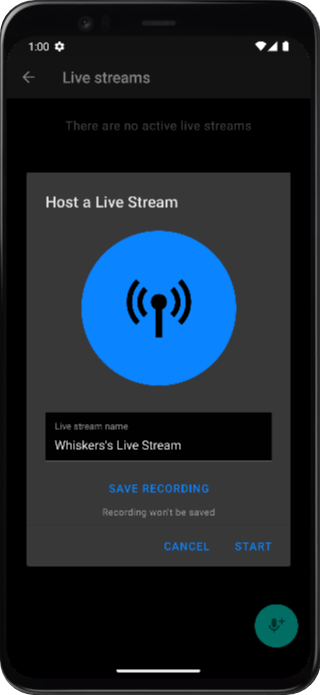 1:00
Live streams
There are no active live streams
Host a Live Stream
Live stream name
Whiskers's Live Stream
SAVE RECORDING
Recording won't be saved
CANCEL START